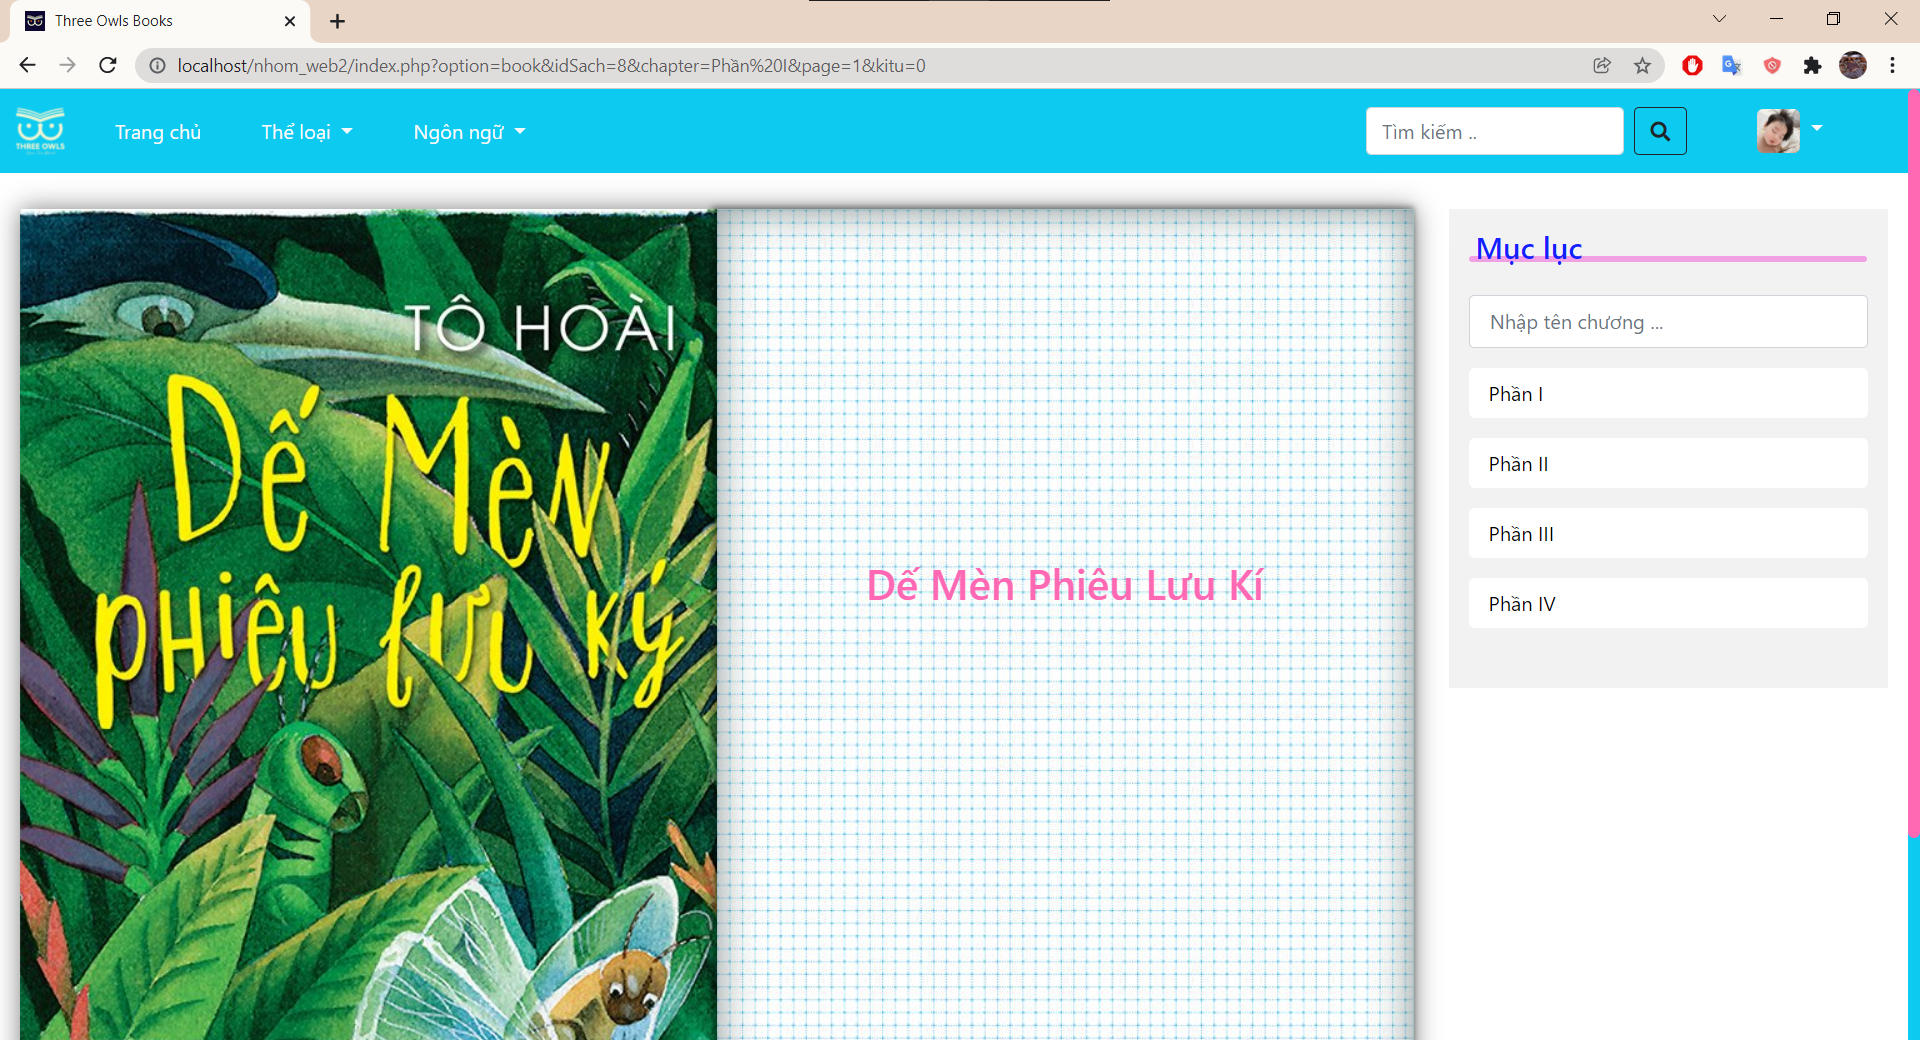 Three Owls Books
localhost/nhom_web2/index.php?option=book&idSach=8&chapter=Phần%20I&page=1&kitu=0
THREE OWLS
Trang chủ
Thể loại
Ngôn ngữ
Tìm kiếm ..
TÔ HOÀI
Dế Mèn
phiêu lưu ký
Dế Mèn Phiêu Lưu Kí
Mục lục
Nhập tên chương ...
Phần I
Phần II
Phần III
Phần IV